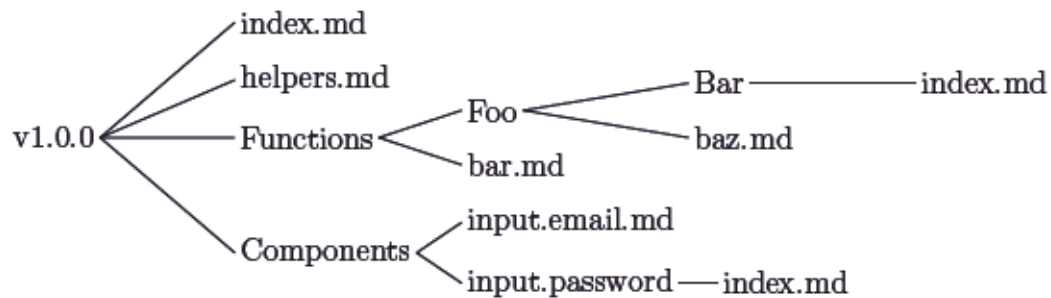 index.md
helpers.md
Bar index.md
Foo
v1.0.0 Functions baz.md
bar.md
input.email.md
Components
input.password index.md